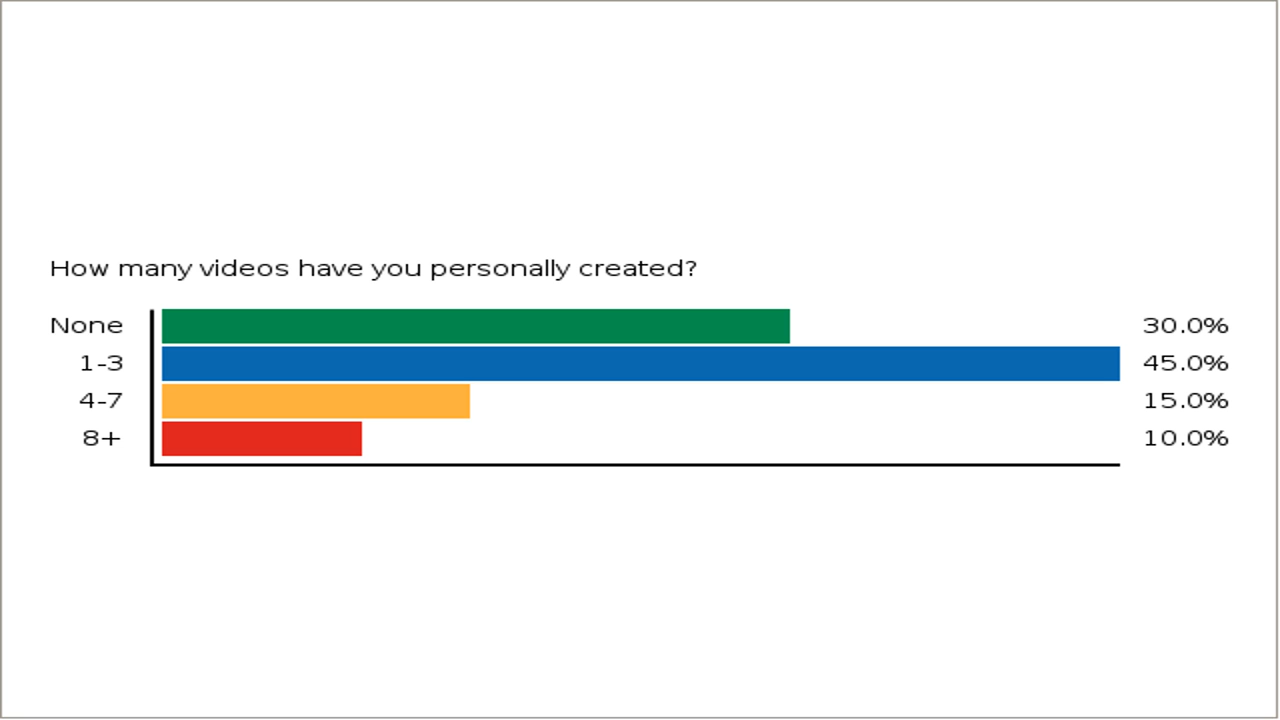 How many videos have you personally created?
None 30.0%
1-3 45.0%
4-7 15.0%
8+ 10.0%